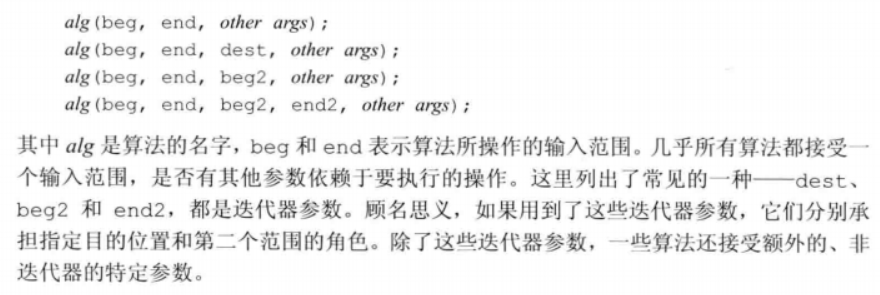 alg(beg, end, other args);
alg(beg, end, dest, other args);
alg(beg, end, beg2, other args);
alg(beg, end, beg2, end2, other args);
其中 alg 是算法的名字，beg 和 end 表示算法所操作的输入范围。几乎所有算法都接受一
个输入范围，是否有其他参数依赖于要执行的操作。这里列出了常见的一种——dest、
beg2 和 end2，都是迭代器参数。顾名思义，如果用到了这些迭代器参数，它们分别承
担指定目的位置和第二个范围的角色。除了这些迭代器参数，一些算法还接受额外的、非
迭代器的特定参数。